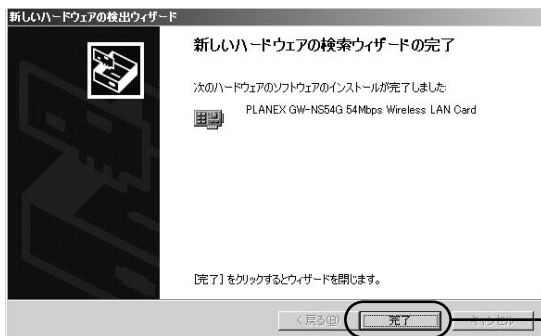 新しいハードウェアの検出ウィザード
新しいハードウェアの検索ウィザードの完了
次のハードウェアのソフトウェアのインストールが完了しました:
PLANEX GW-NS54G 54Mbps Wireless LAN Card
[完了] をクリックするとウィザードを閉じます。
< 戻る(B) 完了 キャンセル